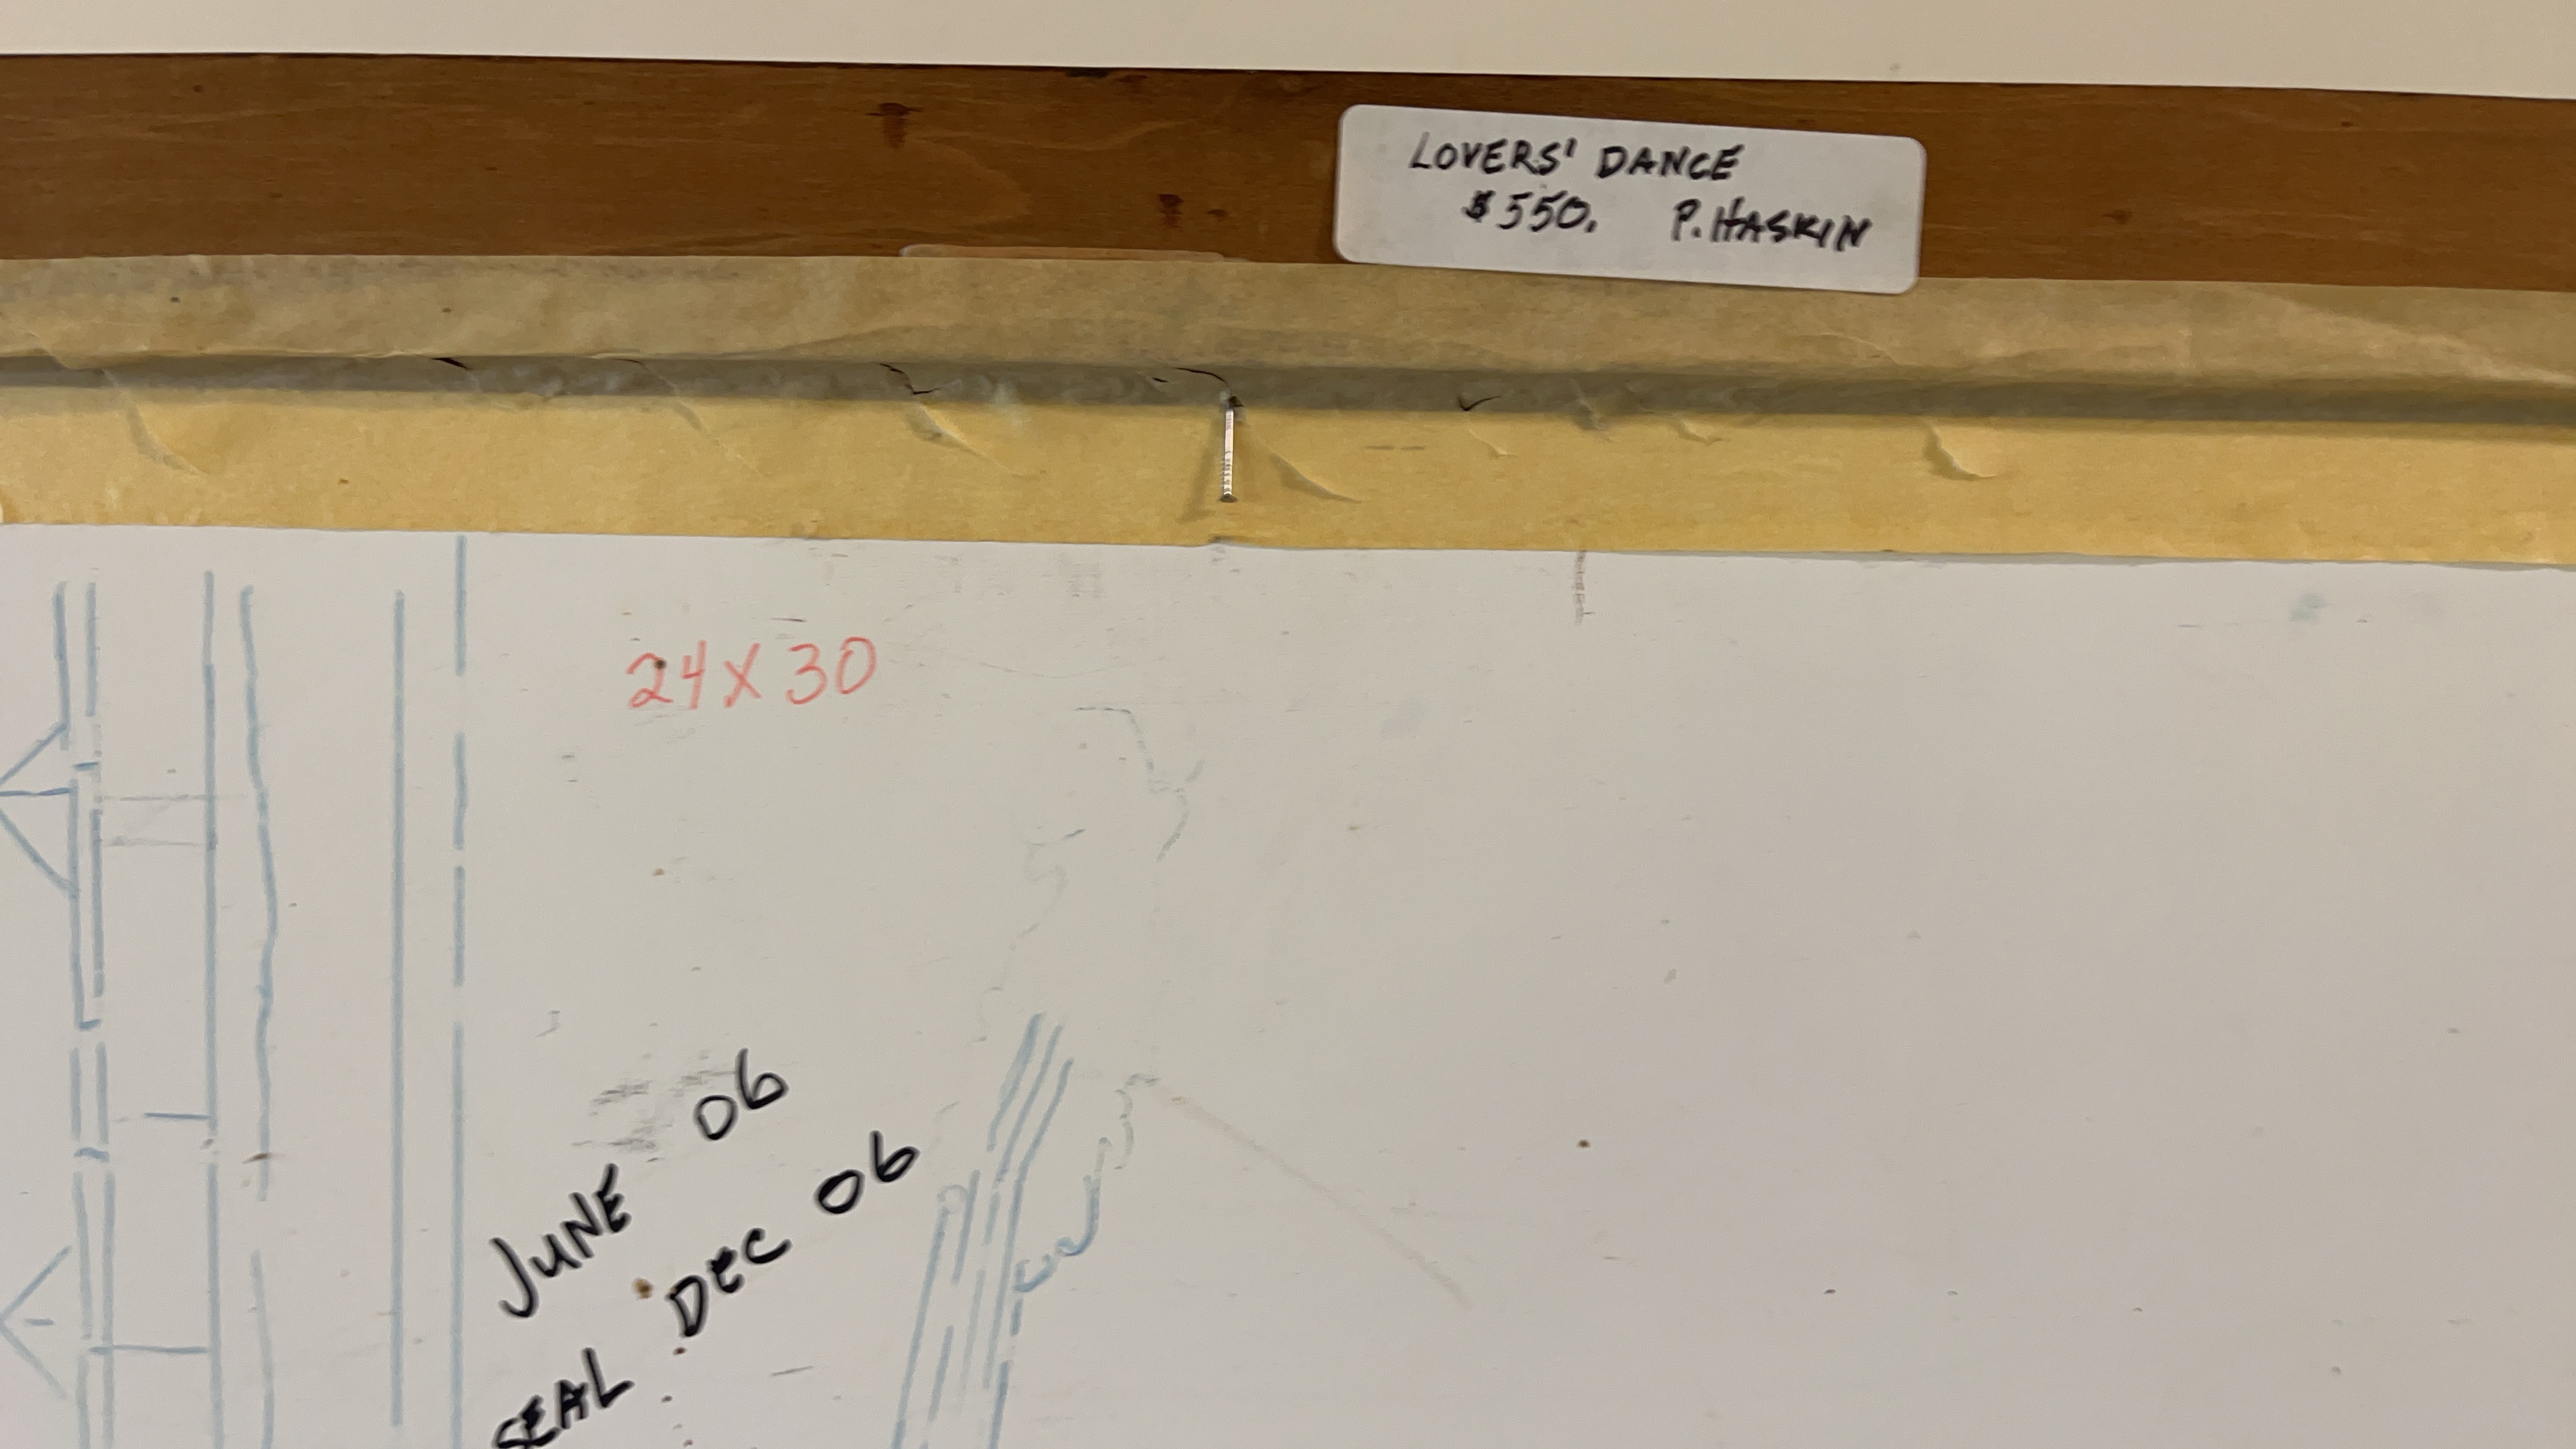 LOVERS' DANCE
$550. P. HASKIN
24 X 30
JUNE 06
SEAL DEC 06